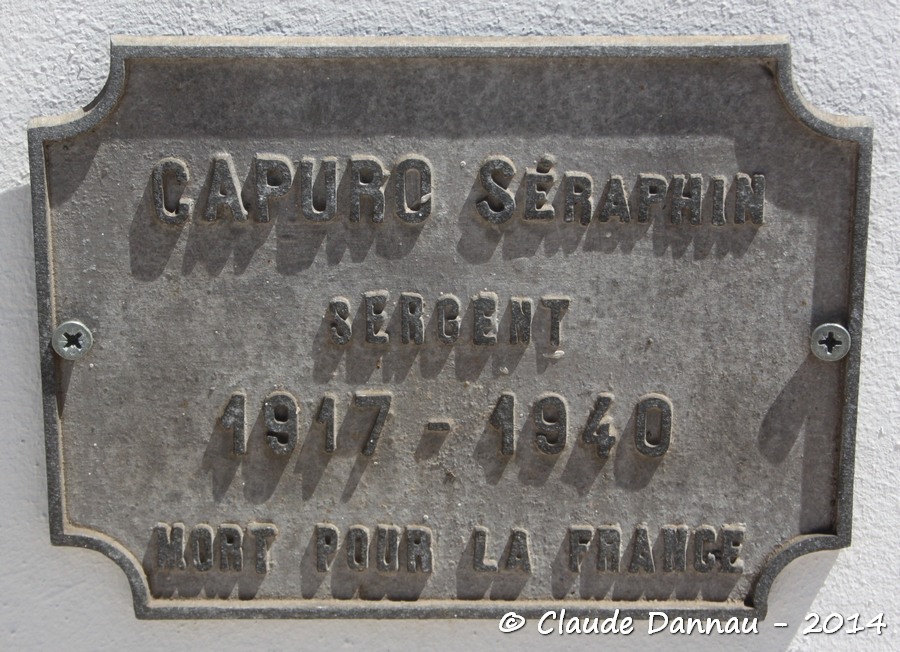 CAPURO SÉRAPHIN
SERGENT
1917 - 1940
MORT POUR LA FRANCE
© Claude Dannau - 2014